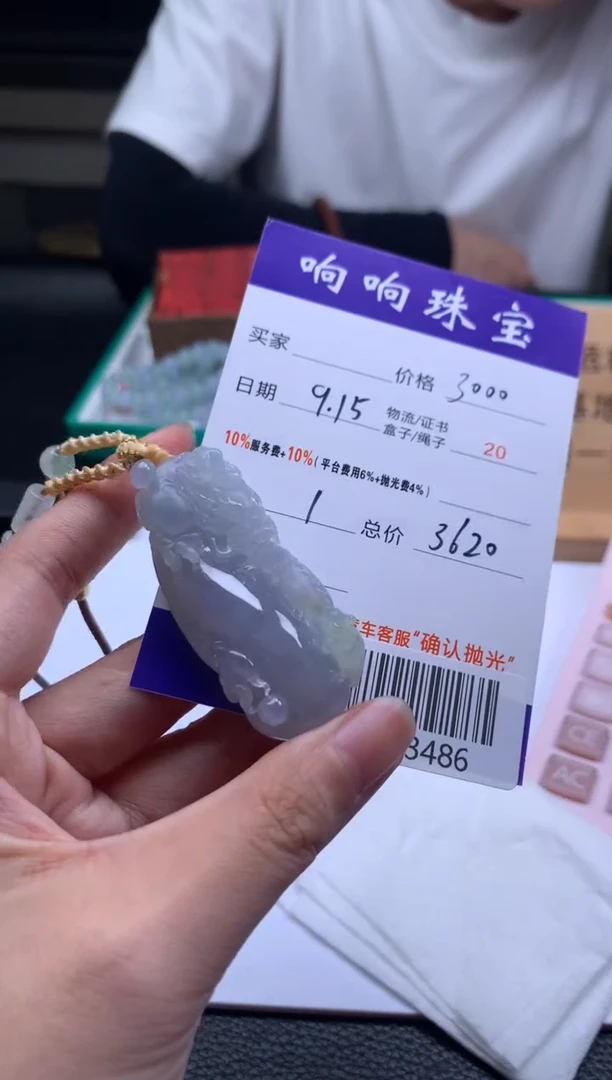 响响珠宝
买家
价格 3000
日期 9.15
物流/证书
盒子/绳子 20
10%服务费+10%(平台费用6%+抛光费4%)
1 总价 3620
车客服"确认抛光"
3486
AC